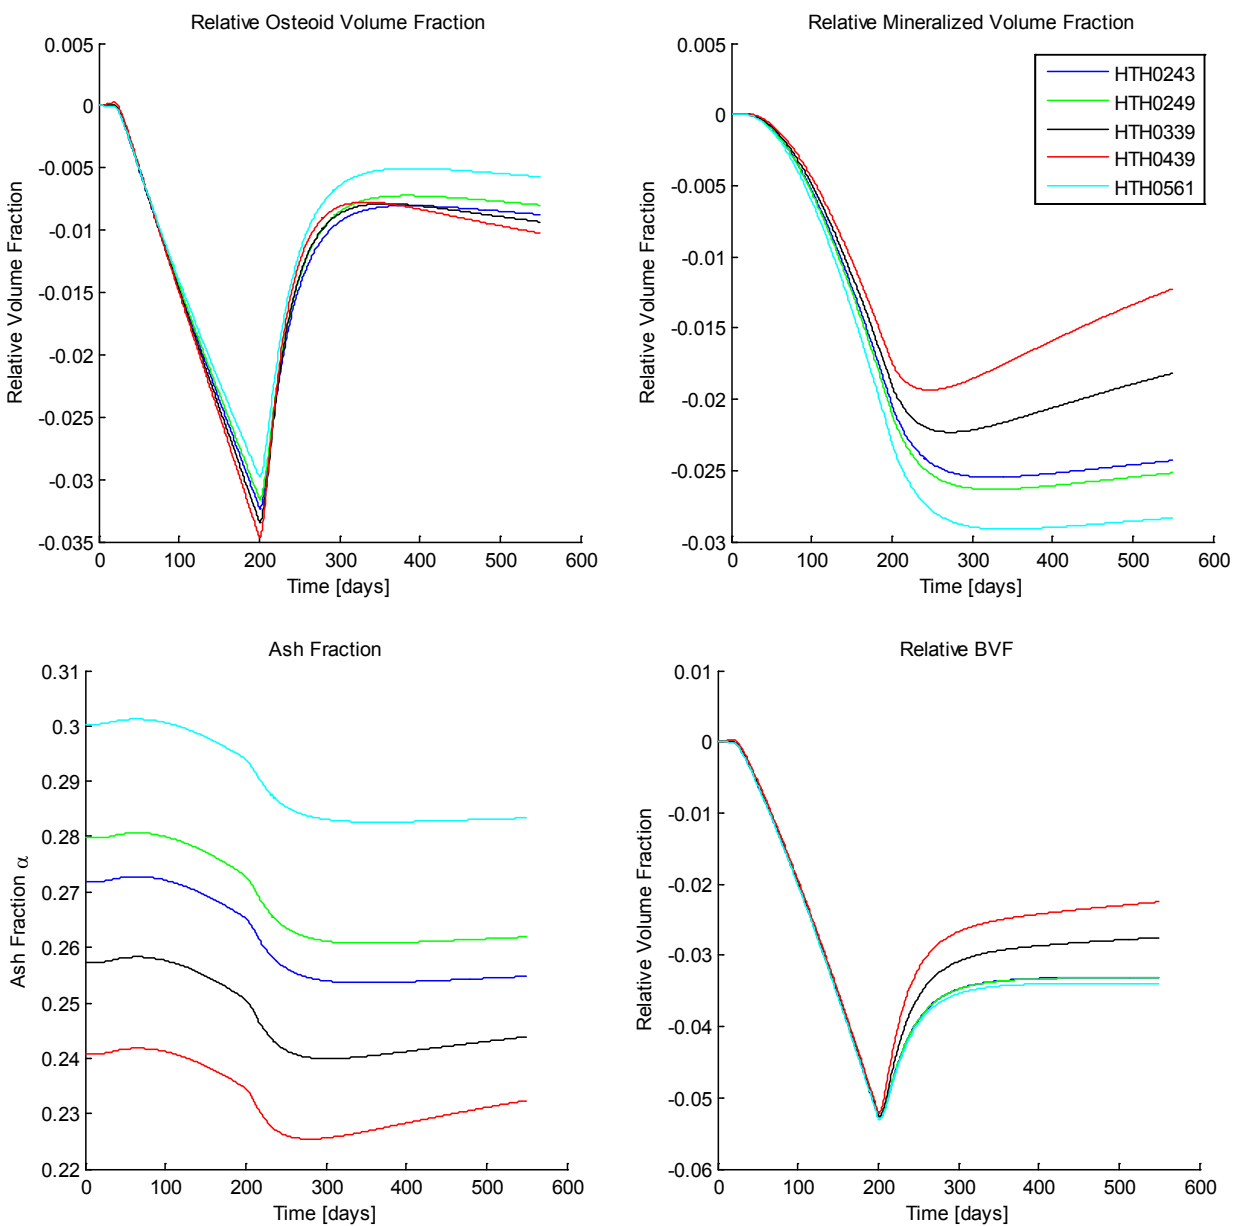 Relative Osteoid Volume Fraction
0.005
0
-0.005
-0.01
-0.015
-0.02
-0.025
-0.03
-0.035
Relative Volume Fraction
0 100 200 300 400 500 600
Time [days]
Relative Mineralized Volume Fraction
0.005
0
-0.005
-0.01
-0.015
-0.02
-0.025
-0.03
Relative Volume Fraction
HTH0243
HTH0249
HTH0339
HTH0439
HTH0561
0 100 200 300 400 500 600
Time [days]
Ash Fraction
0.31
0.3
0.29
0.28
0.27
0.26
0.25
0.24
0.23
0.22
Ash Fraction α
0 100 200 300 400 500 600
Time [days]
Relative BVF
0.01
0
-0.01
-0.02
-0.03
-0.04
-0.05
-0.06
Relative Volume Fraction
0 100 200 300 400 500 600
Time [days]